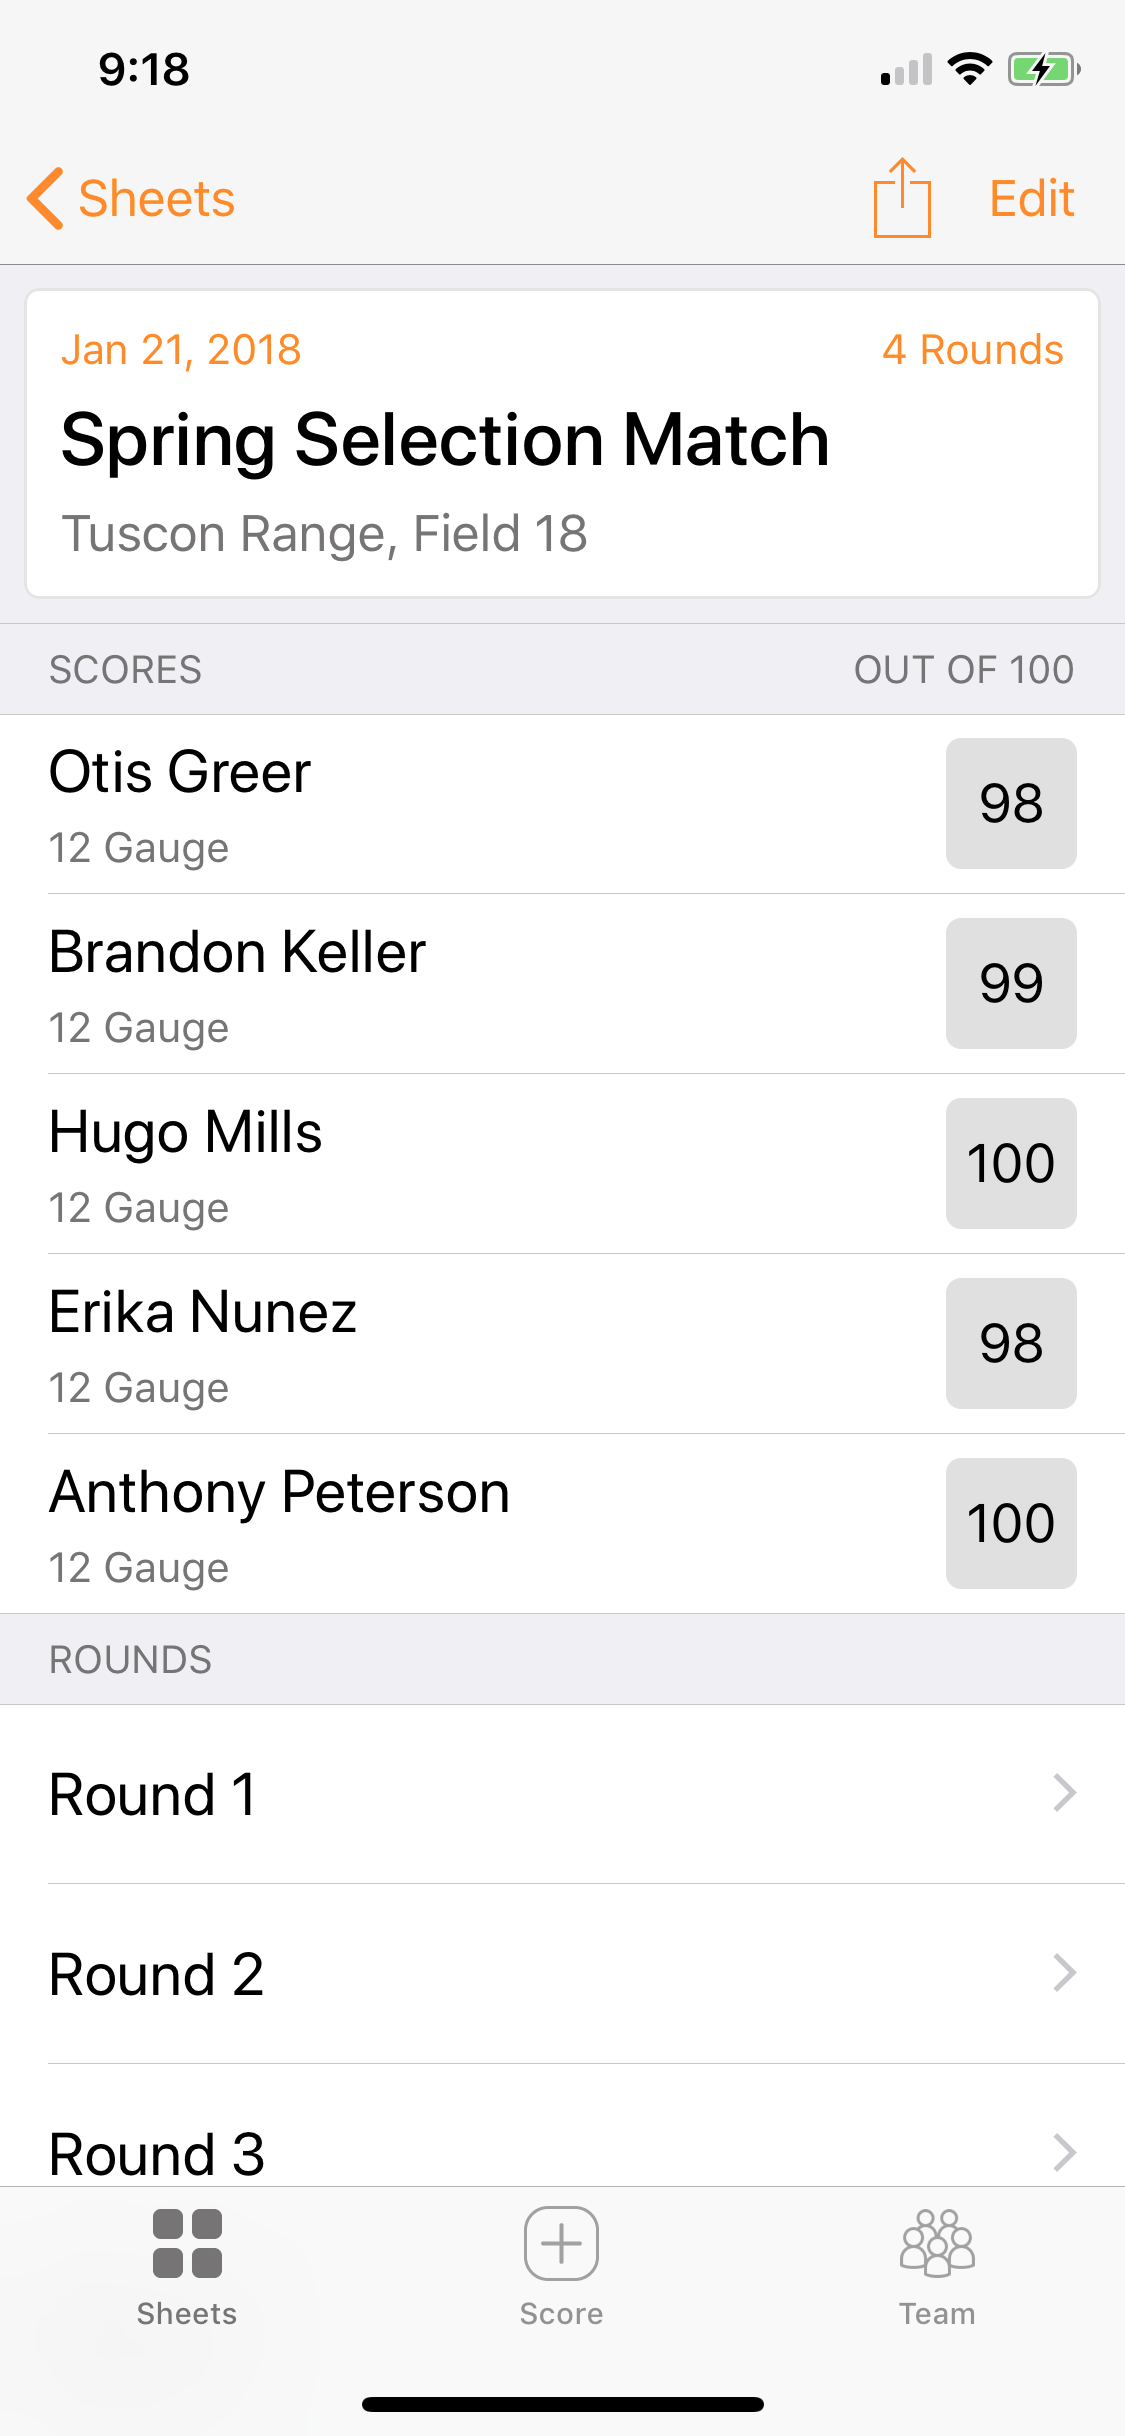 9:18
Sheets
Edit
Jan 21, 2018
4 Rounds
Spring Selection Match
Tuscon Range, Field 18
SCORES
OUT OF 100
Otis Greer
98
12 Gauge
Brandon Keller
99
12 Gauge
Hugo Mills
100
12 Gauge
Erika Nunez
98
12 Gauge
Anthony Peterson
100
12 Gauge
ROUNDS
Round 1
Round 2
Round 3
Sheets
Score
Team